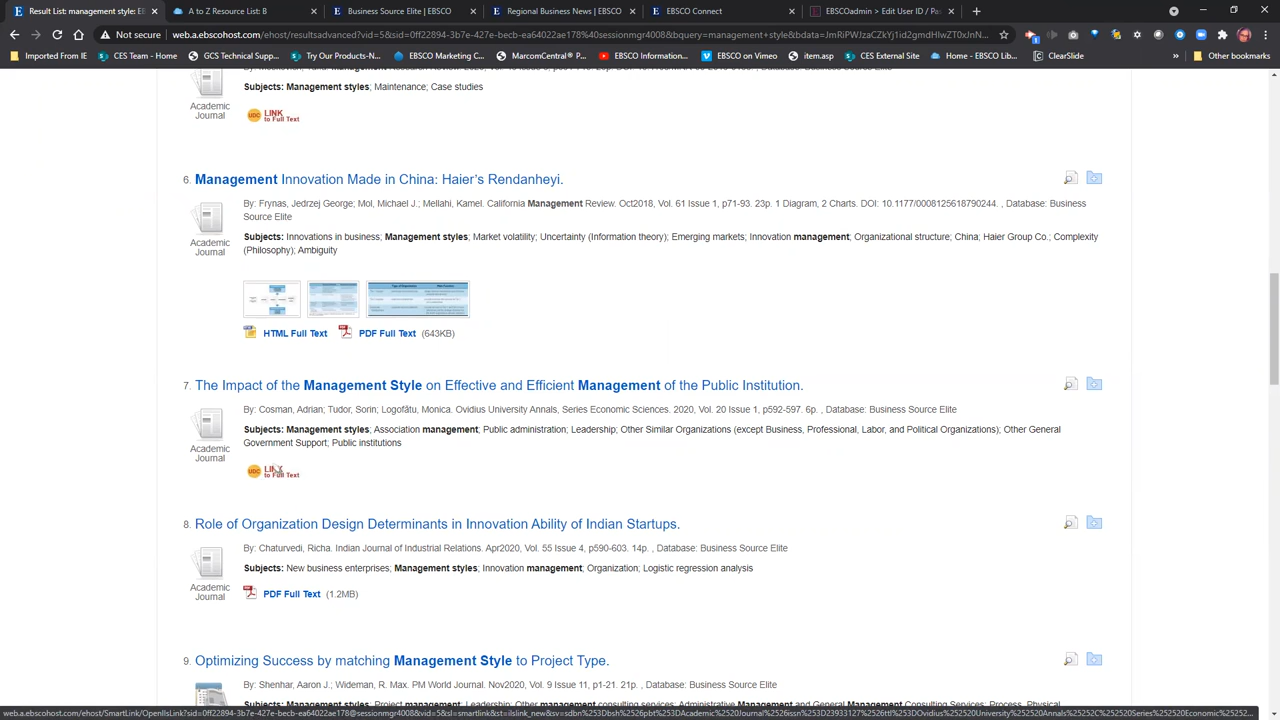 Result List: management style: EB
A to Z Resource List: B
Business Source Elite | EBSCO
Regional Business News | EBSCO
EBSCO Connect
EBSCOadmin > Edit User ID / Pa
Not secure
web.a.ebscohost.com/ehost/resultsadvanced?vid=5&sid=0ff22894-3b7e-427e-becb-ea64022ae178%40sessionmgr4008&bquery=management+style&bdata=JmRiPWJzaCZkYj1id2gmdHlwZT0xJnN...
Imported From IE
CES Team - Home
GCS Technical Supp...
Try Our Products-N...
EBSCO Marketing C...
MarcomCentral® P...
EBSCO Information...
EBSCO on Vimeo
item.asp
CES External Site
Home - EBSCO Lib...
ClearSlide
»
Other bookmarks
Academic
Journal
Subjects: Management styles; Maintenance; Case studies
LINK
to Full Text
6. Management Innovation Made in China: Haier's Rendanheyi.
By: Frynas, Jedrzej George; Mol, Michael J.; Mellahi, Kamel. California Management Review. Oct2018, Vol. 61 Issue 1, p71-93. 23p. 1 Diagram, 2 Charts. DOI: 10.1177/0008125618790244. , Database: Business
Source Elite
Academic
Journal
Subjects: Innovations in business; Management styles; Market volatility; Uncertainty (Information theory); Emerging markets; Innovation management; Organizational structure; China; Haier Group Co.; Complexity
(Philosophy); Ambiguity
HTML Full Text
PDF Full Text (643KB)
7. The Impact of the Management Style on Effective and Efficient Management of the Public Institution.
By: Cosman, Adrian; Tudor, Sorin; Logofătu, Monica. Ovidius University Annals, Series Economic Sciences. 2020, Vol. 20 Issue 1, p592-597. 6p. , Database: Business Source Elite
Academic
Journal
Subjects: Management styles; Association management; Public administration; Leadership; Other Similar Organizations (except Business, Professional, Labor, and Political Organizations); Other General
Government Support; Public institutions
UDC LINK
to Full Text
8. Role of Organization Design Determinants in Innovation Ability of Indian Startups.
By: Chaturvedi, Richa. Indian Journal of Industrial Relations. Apr2020, Vol. 55 Issue 4, p590-603. 14p. , Database: Business Source Elite
Academic
Journal
Subjects: New business enterprises; Management styles; Innovation management; Organization; Logistic regression analysis
PDF Full Text (1.2MB)
9. Optimizing Success by matching Management Style to Project Type.
By: Shenhar, Aaron J.; Wideman, R. Max. PM World Journal. Nov2020, Vol. 9 Issue 11, p1-21. 21p. , Database: Business Source Elite